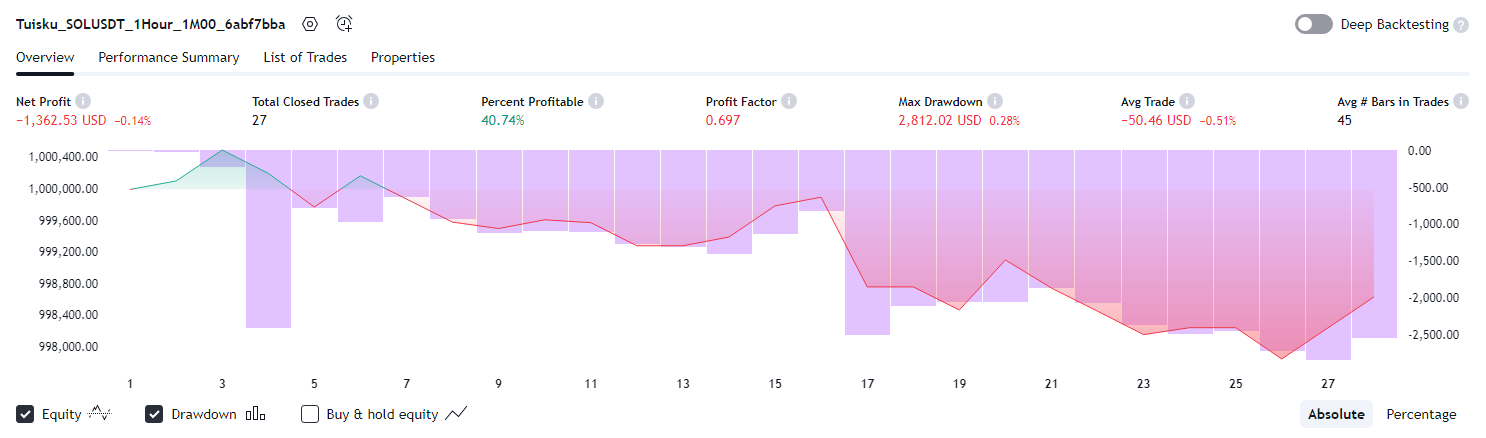 Tuisku_SOLUSDT_1Hour_1M00_6abf7bba
Deep Backtesting ?
Overview Performance Summary List of Trades Properties
Net Profit i Total Closed Trades i Percent Profitable i Profit Factor i Max Drawdown i Avg Trade i Avg # Bars in Trades i
−1,362.53 USD −0.14% 27 40.74% 0.697 2,812.02 USD 0.28% −50.46 USD −0.51% 45
1,000,400.00 0.00
1,000,000.00 -500.00
999,600.00 -1,000.00
999,200.00 -1,500.00
998,800.00 -2,000.00
998,400.00 -2,500.00
998,000.00
1 3 5 7 9 11 13 15 17 19 21 23 25 27
Equity Drawdown Buy & hold equity Absolute Percentage